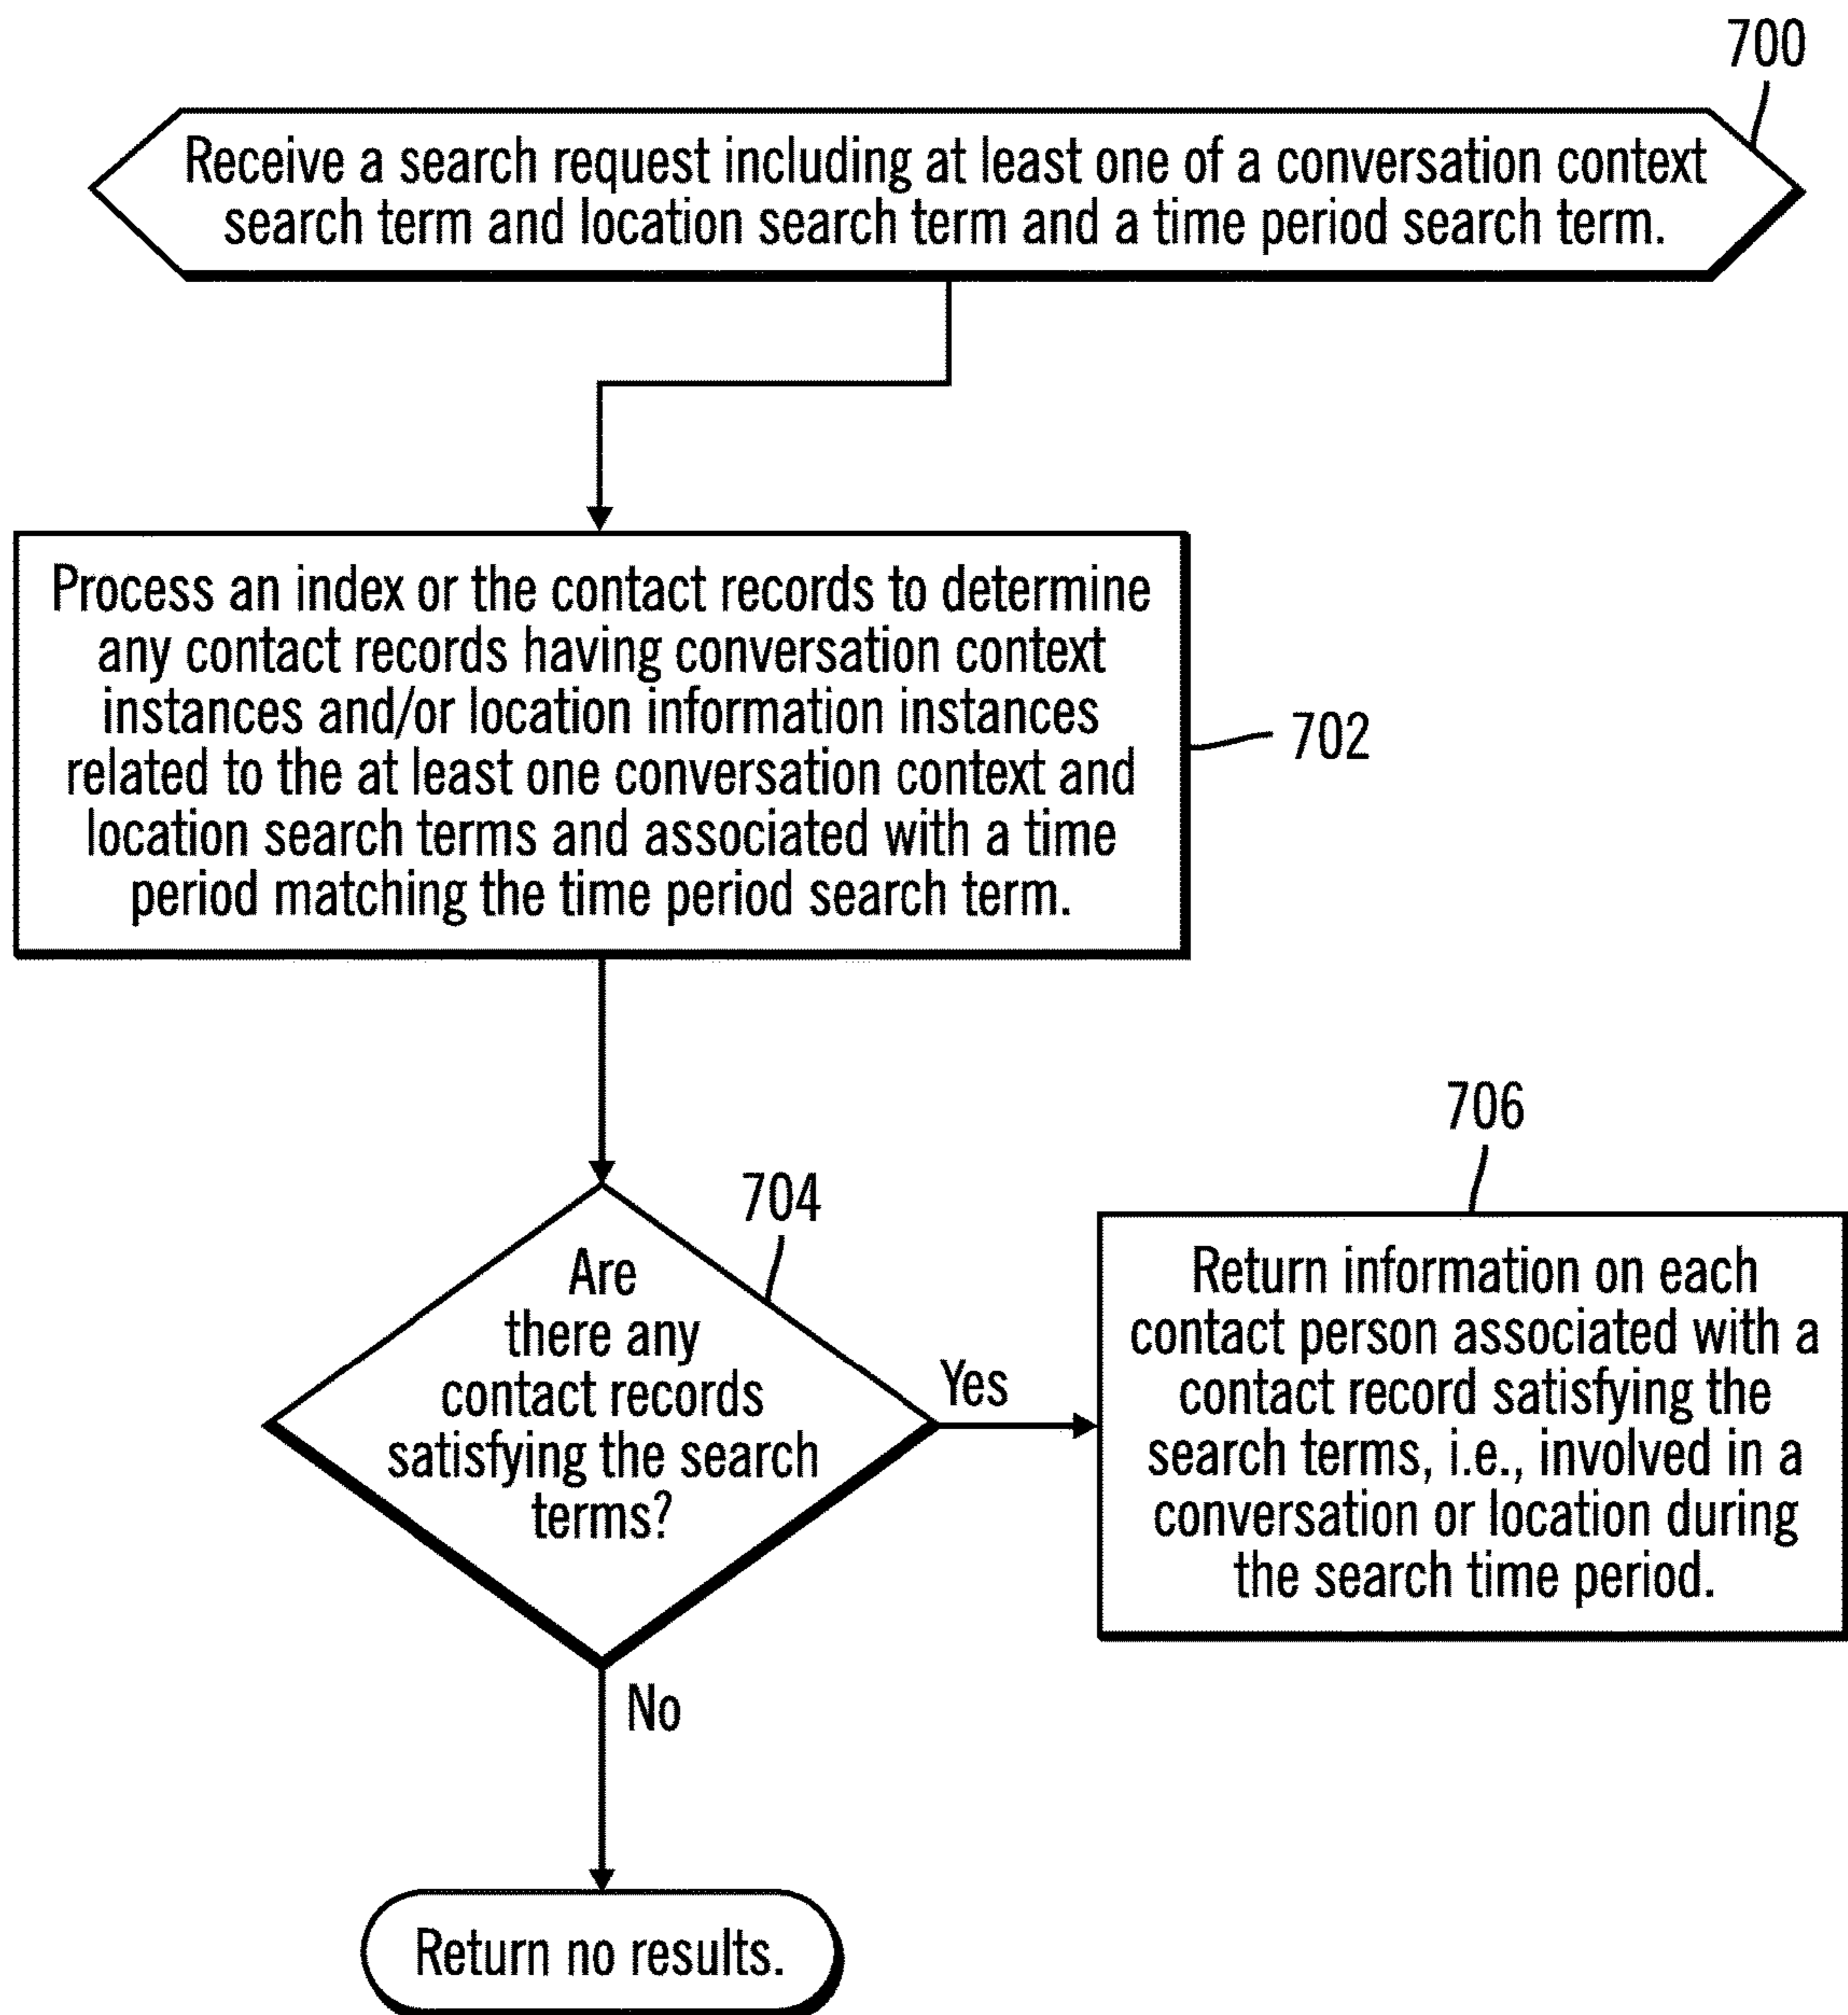 700
Receive a search request including at least one of a conversation context
search term and location search term and a time period search term.
Process an index or the contact records to determine
any contact records having conversation context
instances and/or location information instances
related to the at least one conversation context and
location search terms and associated with a time
period matching the time period search term.
702
704
Are
there any
contact records
satisfying the search
terms?
Yes
706
Return information on each
contact person associated with a
contact record satisfying the
search terms, i.e., involved in a
conversation or location during
the search time period.
No
Return no results.